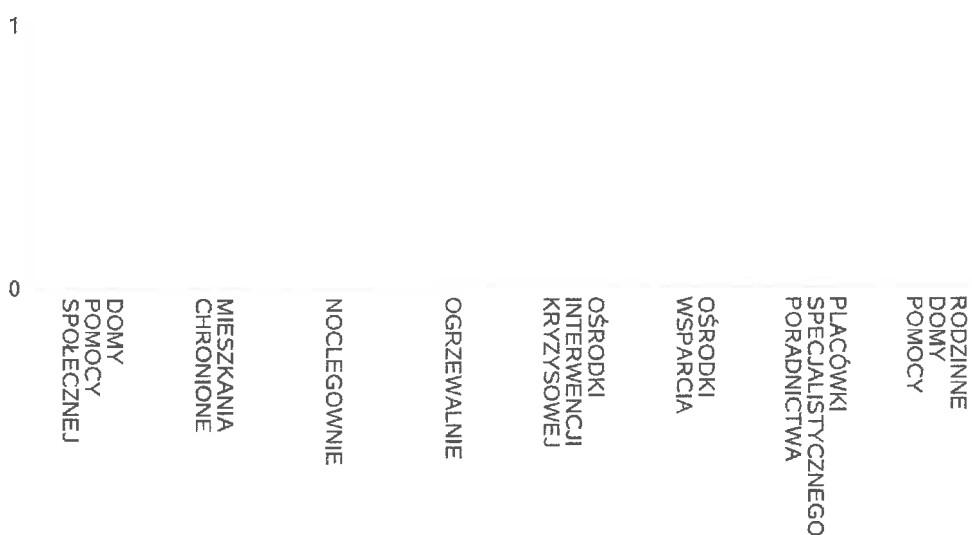 1
0
DOMY
POMOCY
SPOŁECZNEJ
MIESZKANIA
CHRONIONE
NOCLEGOWNIE
OGRZEWALNIE
OŚRODKI
INTERWENCJI
KRYZYSOWEJ
OŚRODKI
WSPARCIA
PLACÓWKI
SPECJALISTYCZNEGO
PORADNICTWA
RODZINNE
DOMY
POMOCY